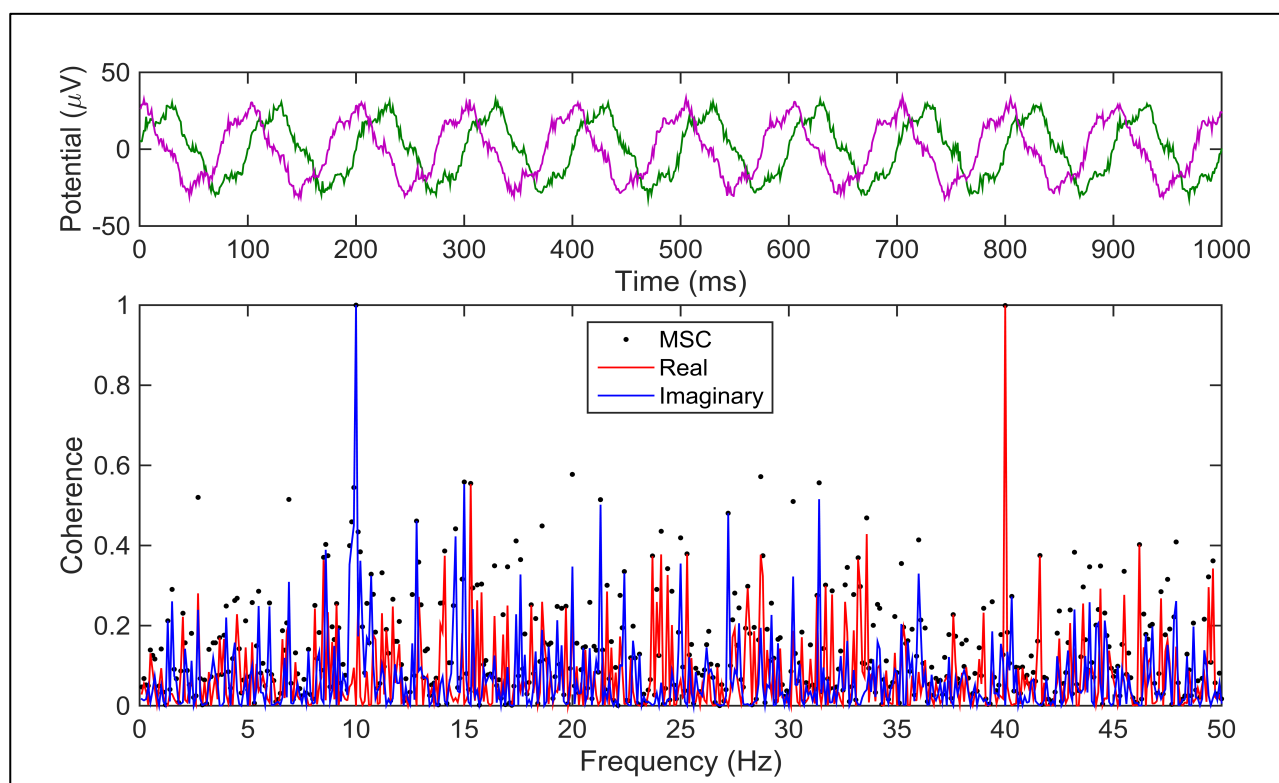 Potential (μV)
50
0
-50
0 100 200 300 400 500 600 700 800 900 1000
Time (ms)
Coherence
1
0.8
0.6
0.4
0.2
0
MSC
Real
Imaginary
0 5 10 15 20 25 30 35 40 45 50
Frequency (Hz)